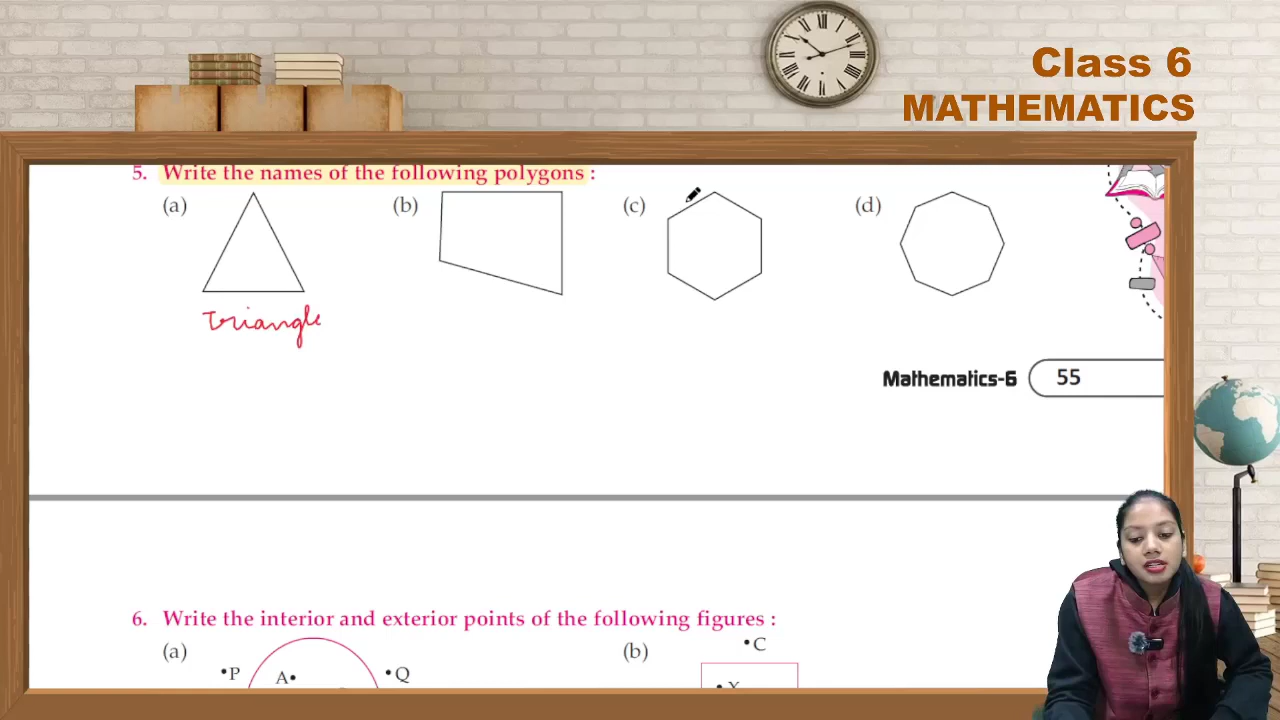 Class 6
MATHEMATICS
5. Write the names of the following polygons :
(a) (b) (c) (d)
Triangle
Mathematics-6 55
6. Write the interior and exterior points of the following figures :
(a) (b)
•C
•P A• •Q
• X